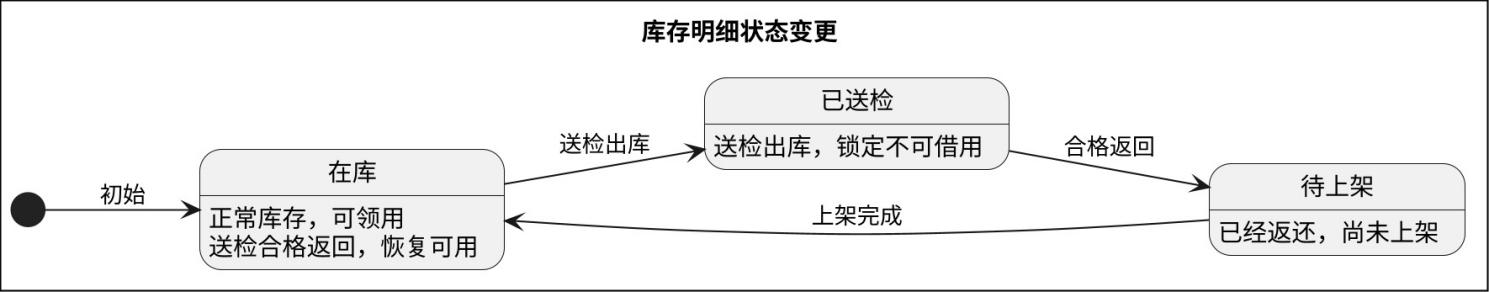 库存明细状态变更
初始
在库
正常库存，可领用
送检合格返回，恢复可用
送检出库
已送检
送检出库，锁定不可借用
合格返回
待上架
已经返还，尚未上架
上架完成